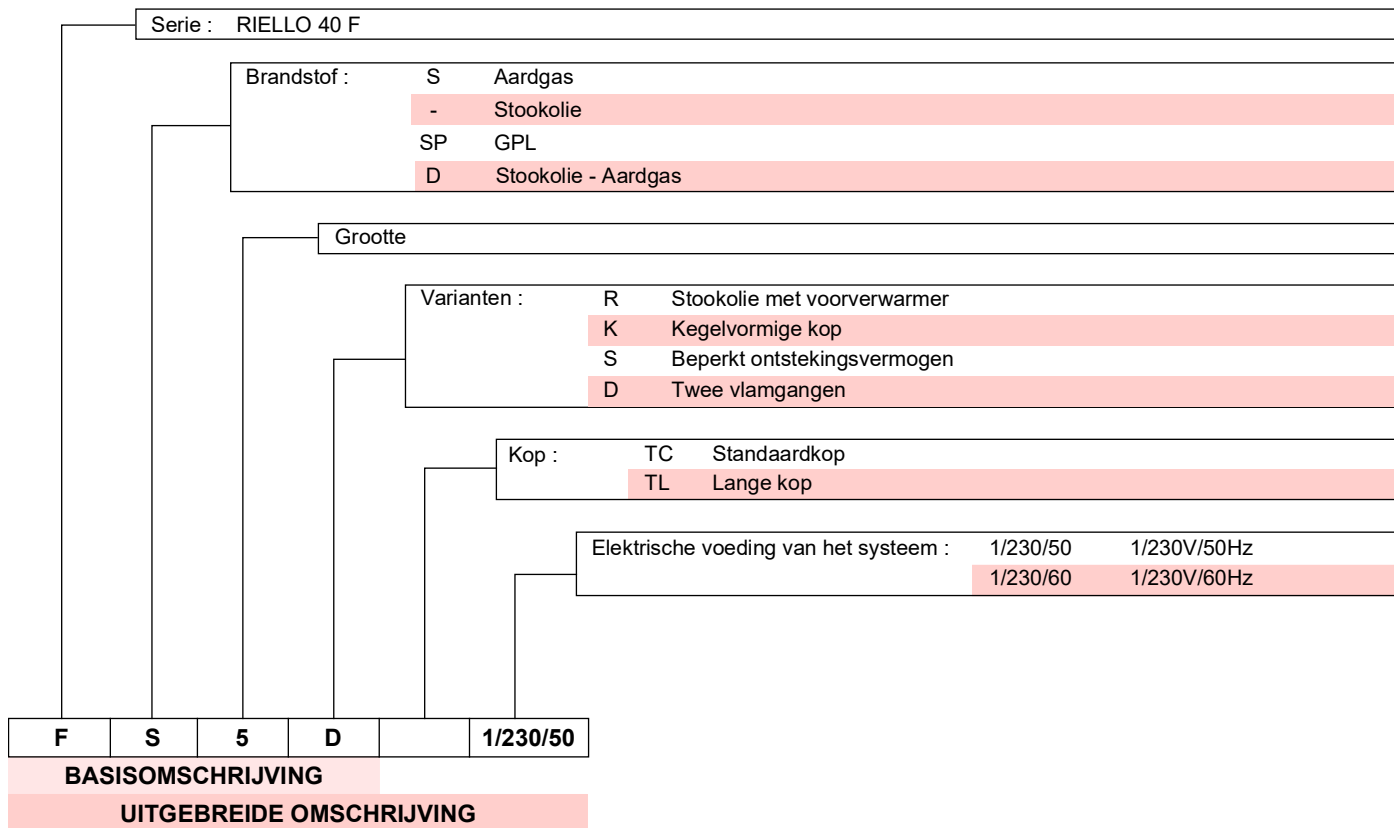 Serie : RIELLO 40 F
Brandstof : S Aardgas
- Stookolie
SP GPL
D Stookolie - Aardgas
Grootte
Varianten : R Stookolie met voorverwarmer
K Kegelvormige kop
S Beperkt ontstekingsvermogen
D Twee vlamgangen
Kop : TC Standaardkop
TL Lange kop
Elektrische voeding van het systeem : 1/230/50 1/230V/50Hz
1/230/60 1/230V/60Hz
F S 5 D 1/230/50
BASISOMSCHRIJVING
UITGEBREIDE OMSCHRIJVING